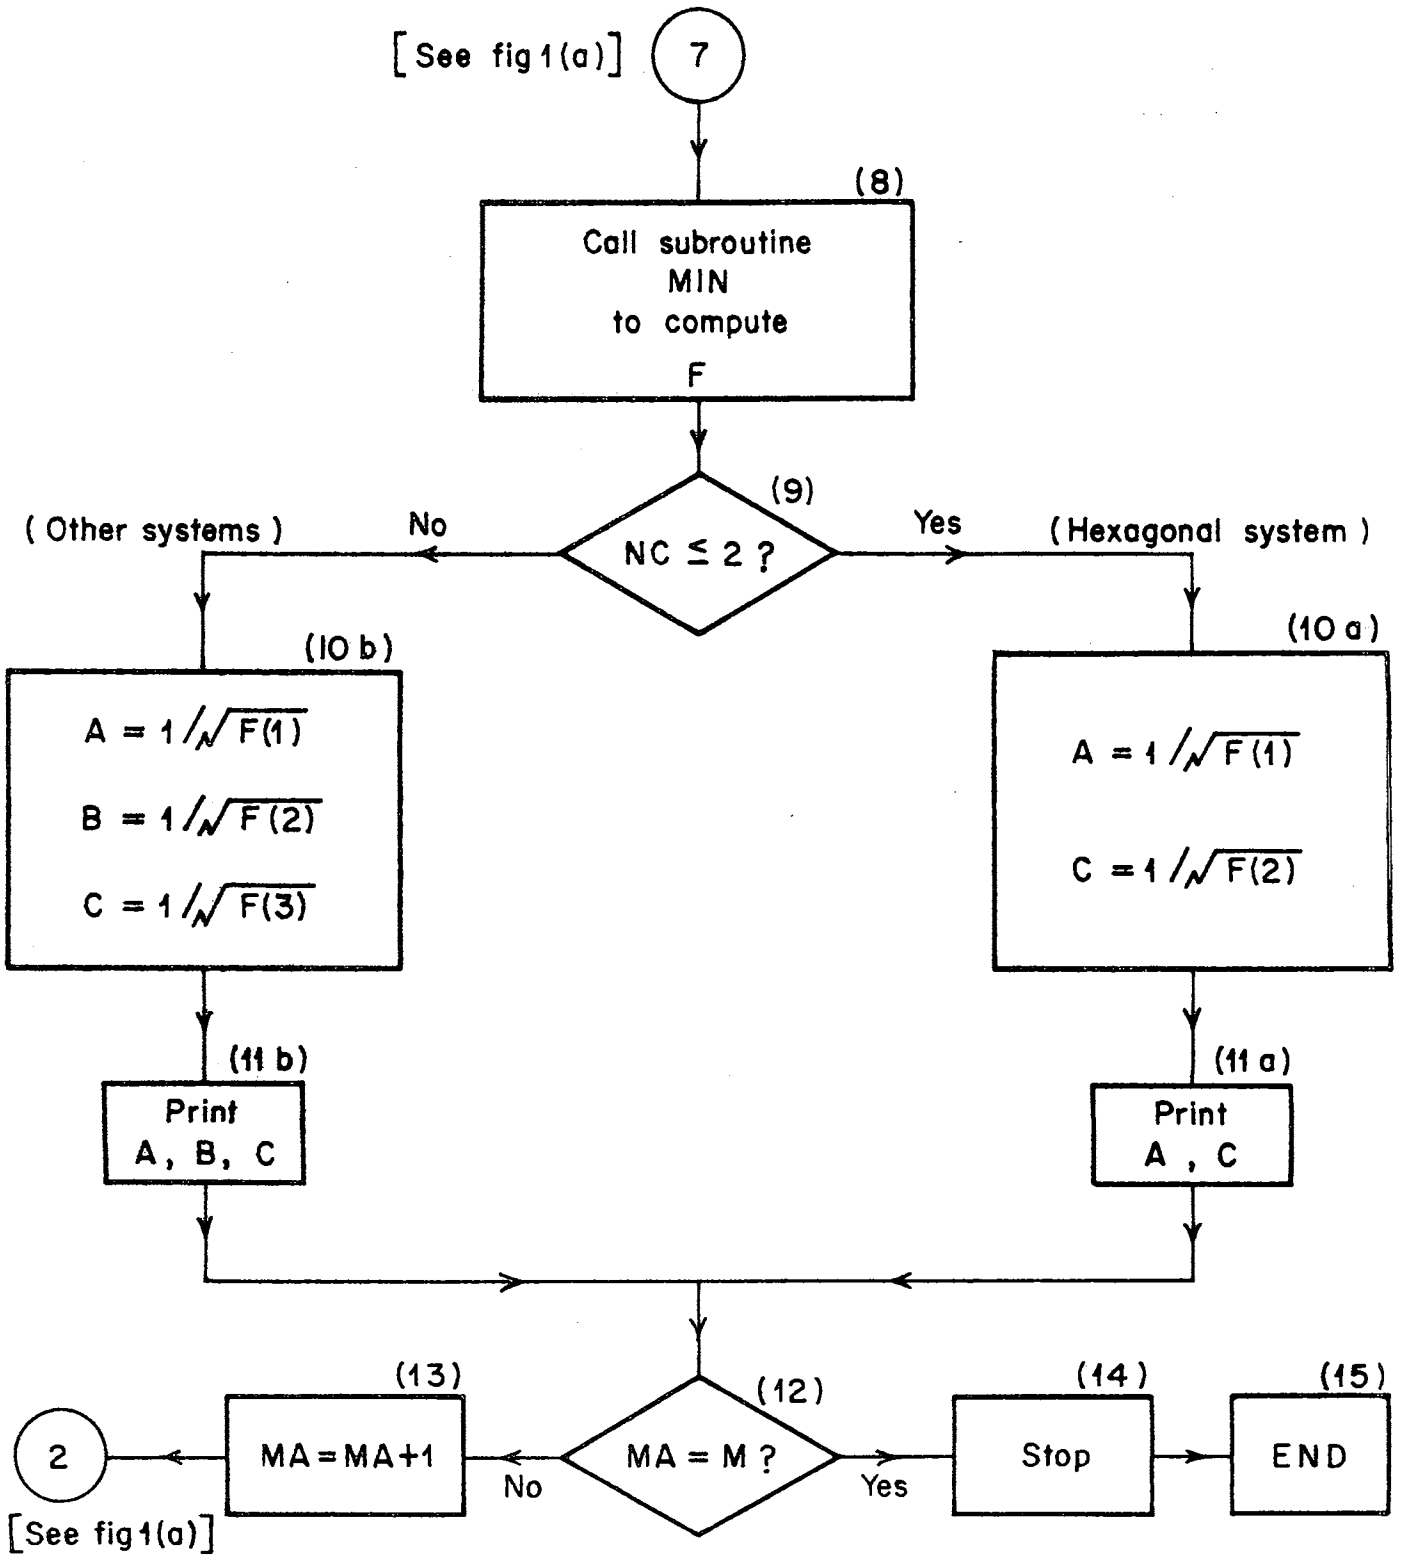 [See fig 1(a)]
7
(8)
Call subroutine
MIN
to compute
F
(9)
NC ≤ 2 ?
No
Yes
(Other systems)
(Hexagonal system)
(10 b)
A = 1/√F(1)
B = 1/√F(2)
C = 1/√F(3)
(10 a)
A = 1/√F(1)
C = 1/√F(2)
(11 b)
Print
A, B, C
(11 a)
Print
A, C
(12)
MA = M ?
No
Yes
(13)
MA = MA+1
2
[See fig 1(a)]
(14)
Stop
(15)
END